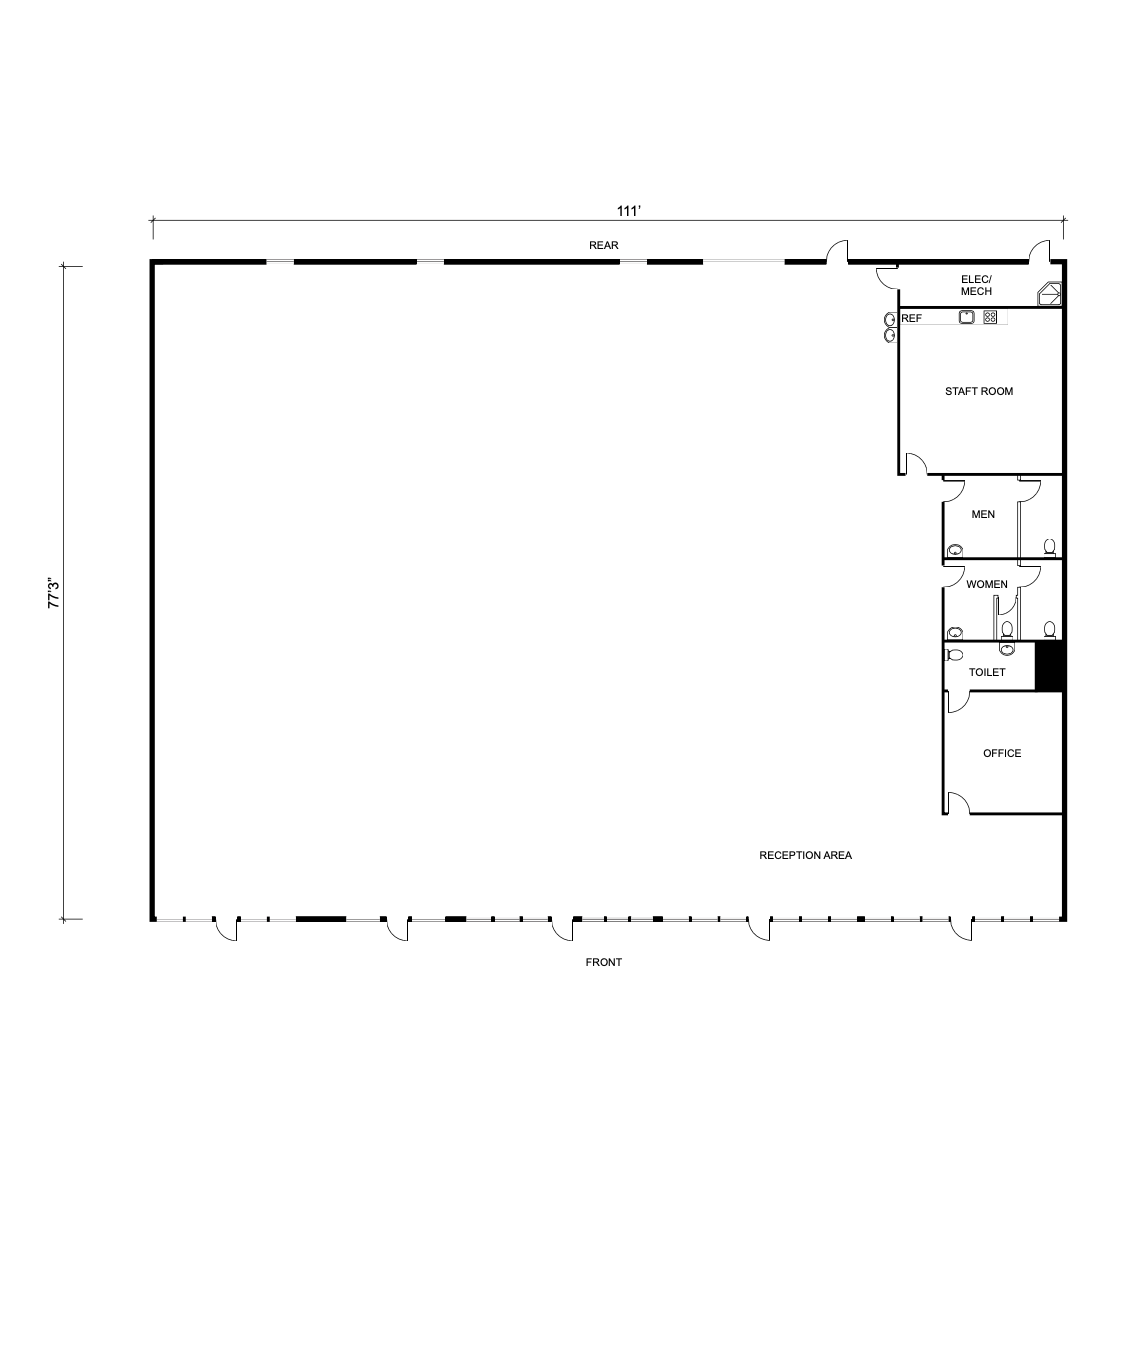 111’
REAR
ELEC/
MECH
REF
STAFT ROOM
MEN
77’3”
WOMEN
TOILET
OFFICE
RECEPTION AREA
FRONT